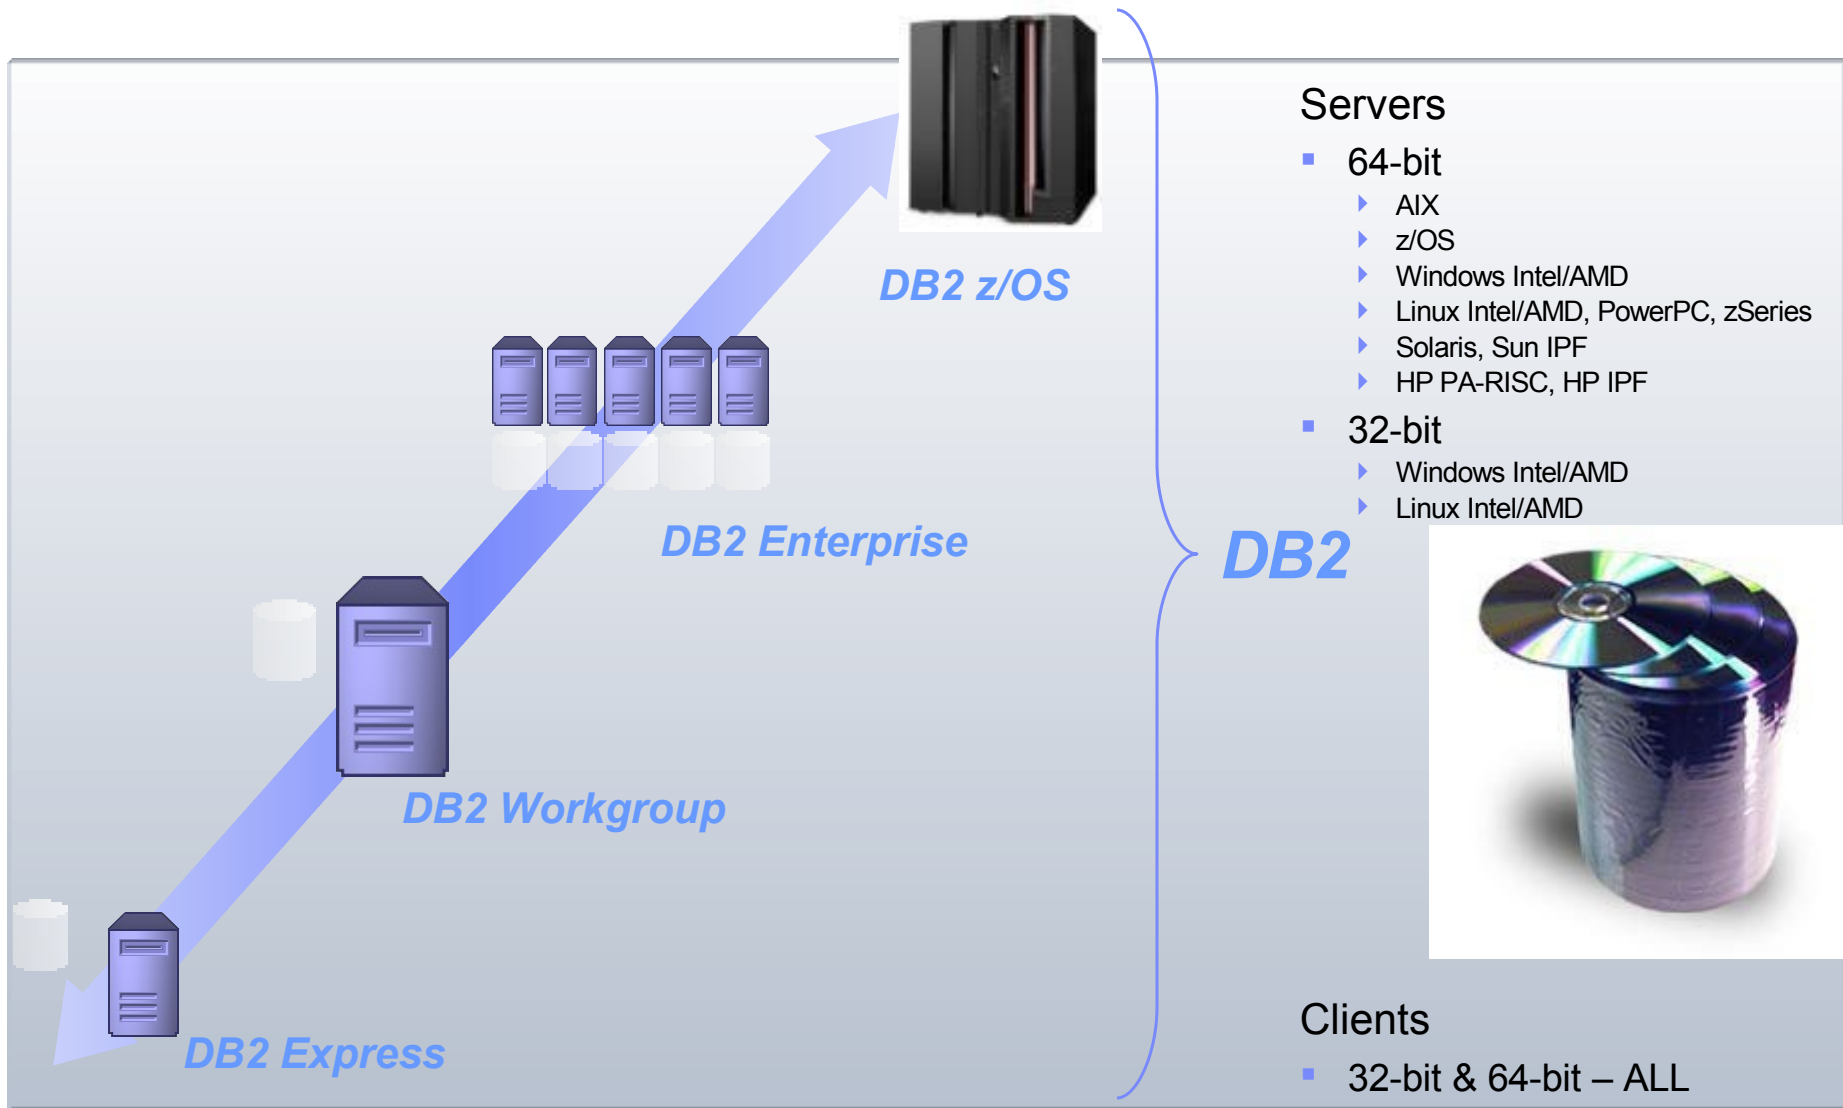 DB2 z/OS
DB2 Enterprise
DB2 Workgroup
DB2 Express
DB2
Servers
64-bit
AIX
z/OS
Windows Intel/AMD
Linux Intel/AMD, PowerPC, zSeries
Solaris, Sun IPF
HP PA-RISC, HP IPF
32-bit
Windows Intel/AMD
Linux Intel/AMD
Clients
32-bit & 64-bit – ALL